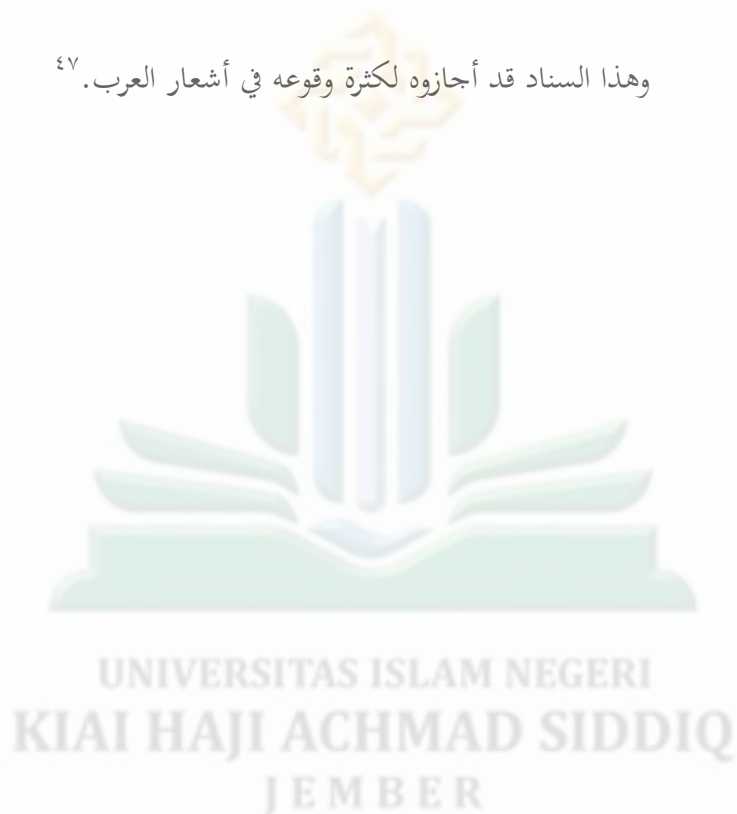 وهذا السناد قد أجازوه لكثرة وقوعه في أشعار العرب.٤٧
UNIVERSITAS ISLAM NEGERI
KIAI HAJI ACHMAD SIDDIQ
JEMBER